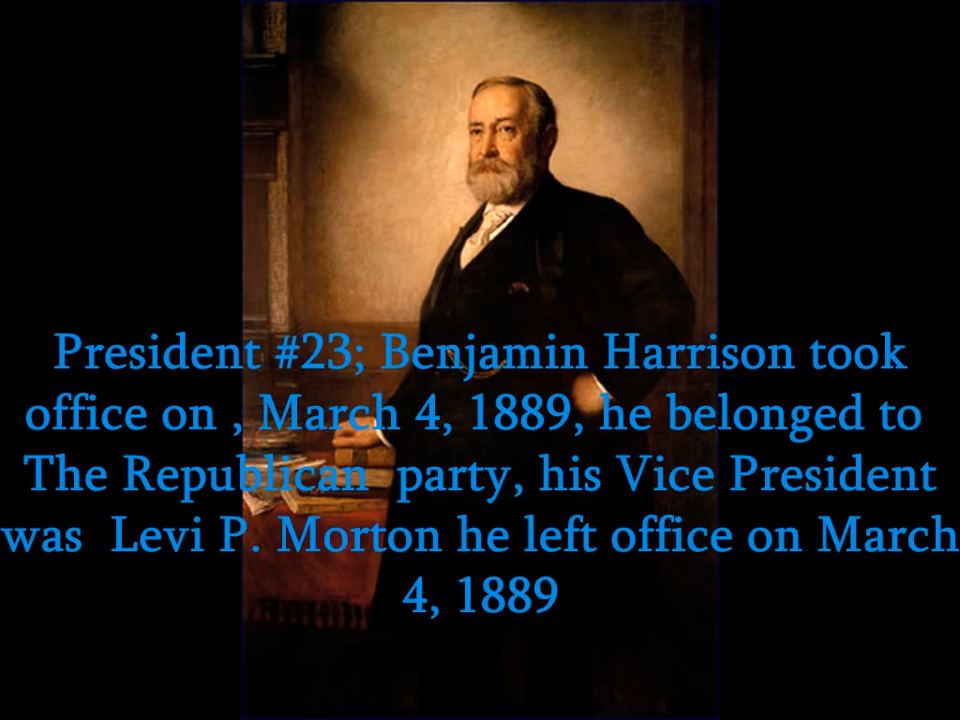 President #23; Benjamin Harrison took
office on , March 4, 1889, he belonged to
The Republican  party, his Vice President
was  Levi P. Morton he left office on March
4, 1889